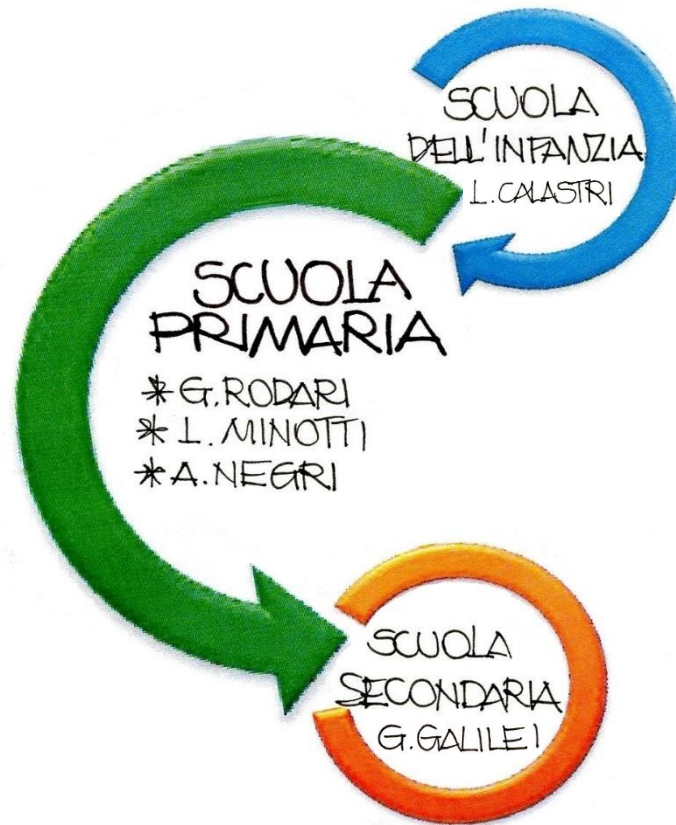 SCUOLA
DELL'INFANZIA
L. CALASTRI
SCUOLA
PRIMARIA
* G. RODARI
* L. MINOTTI
* A. NEGRI
SCUOLA
SECONDARIA
G. GALILEI